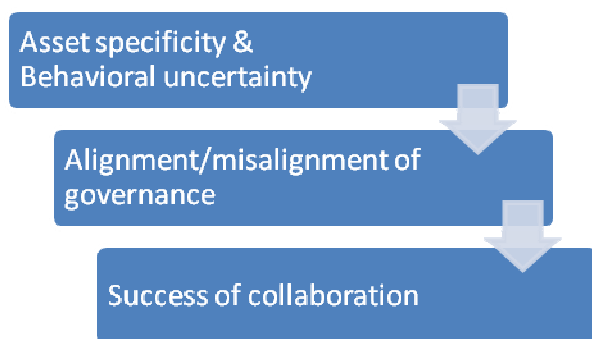 Asset specificity &
Behavioral uncertainty
Alignment/misalignment of
governance
Success of collaboration